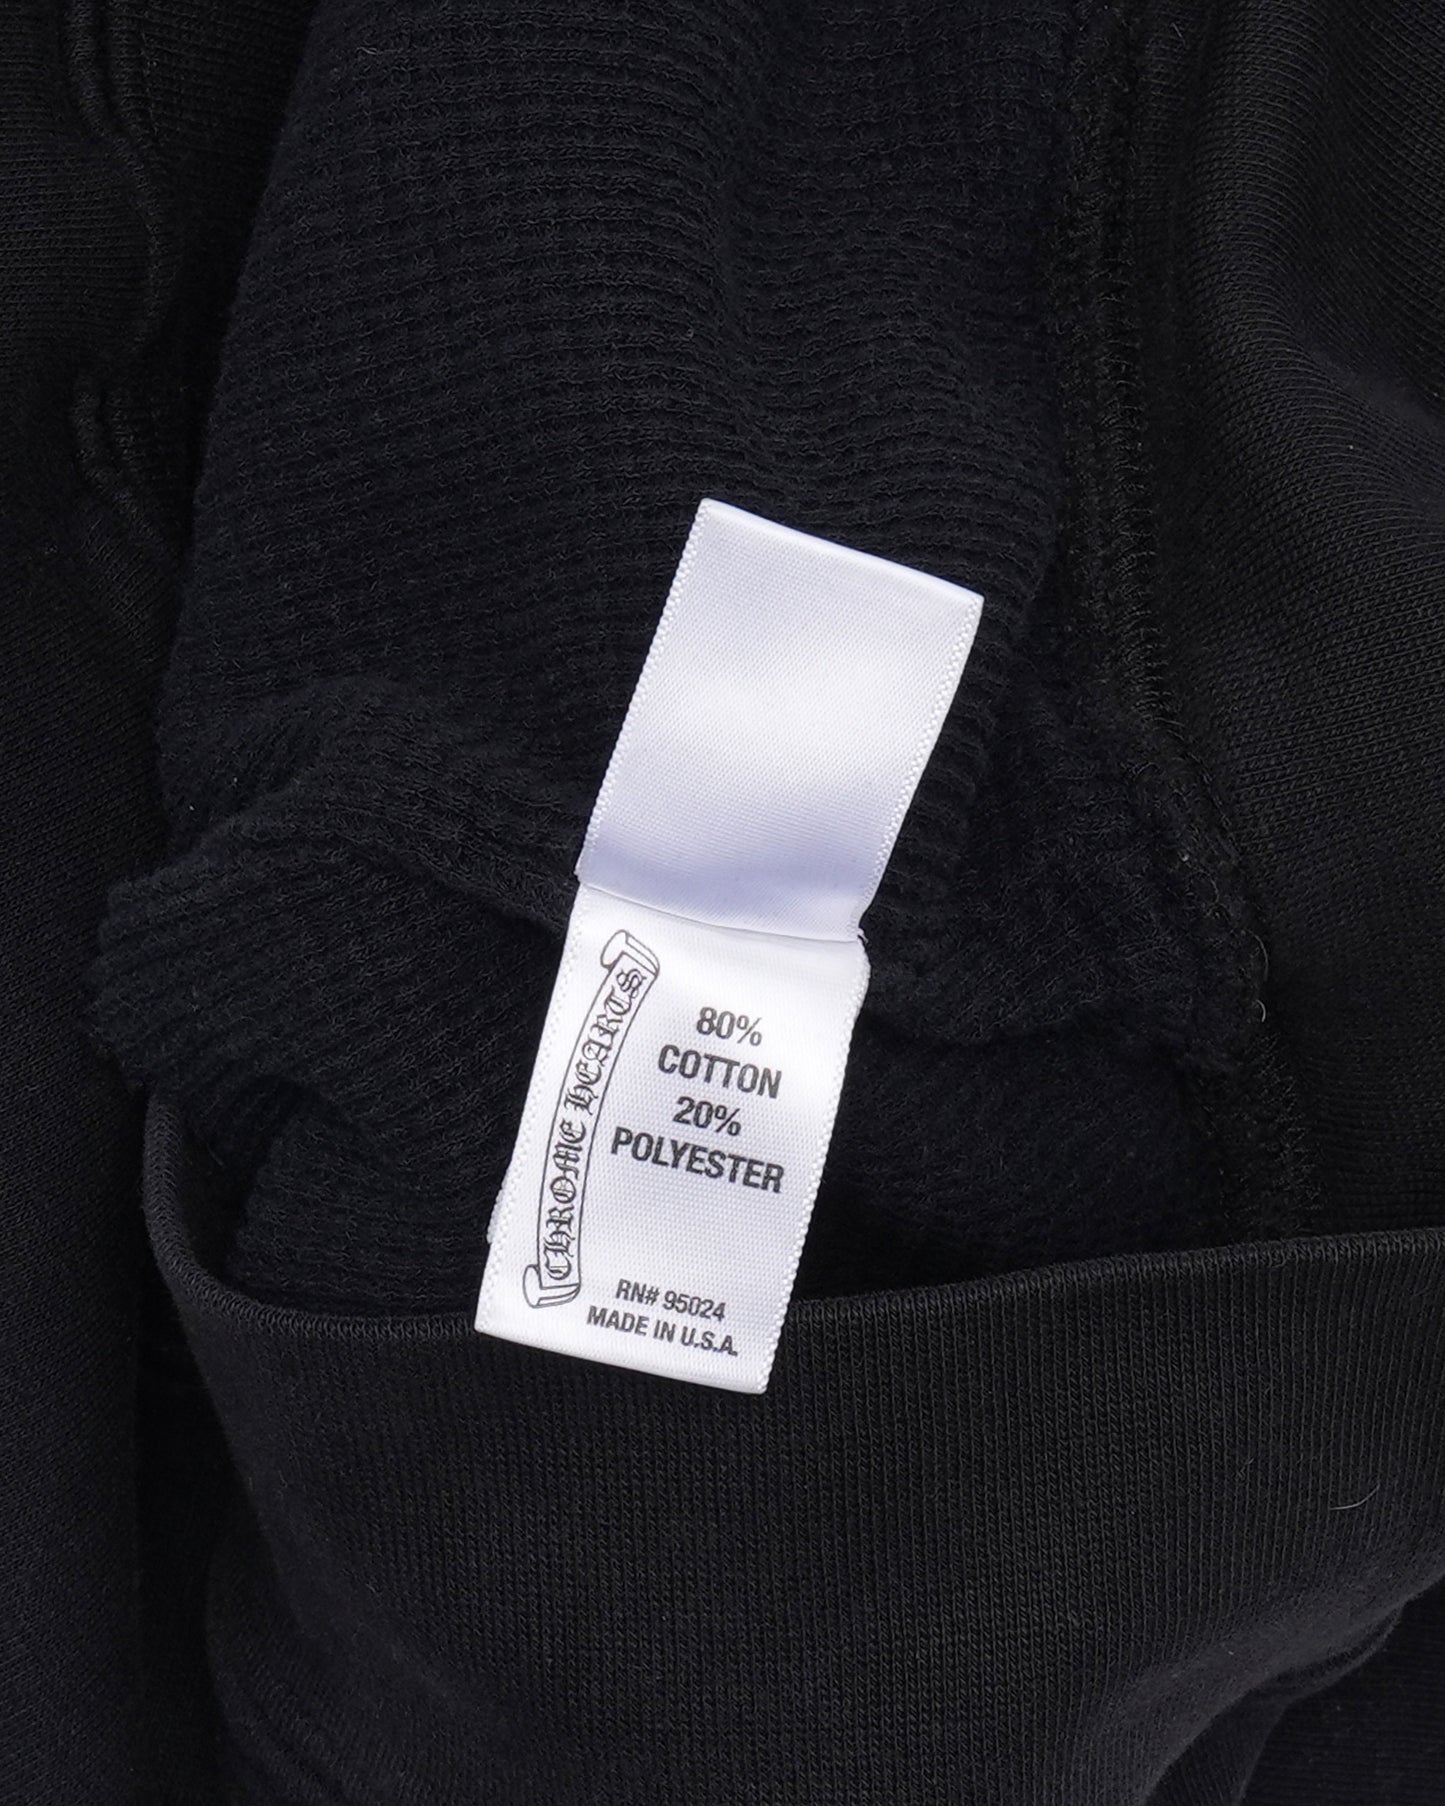 CHROME HEARTS
80%
COTTON
20%
POLYESTER
RN# 95024
MADE IN U.S.A.